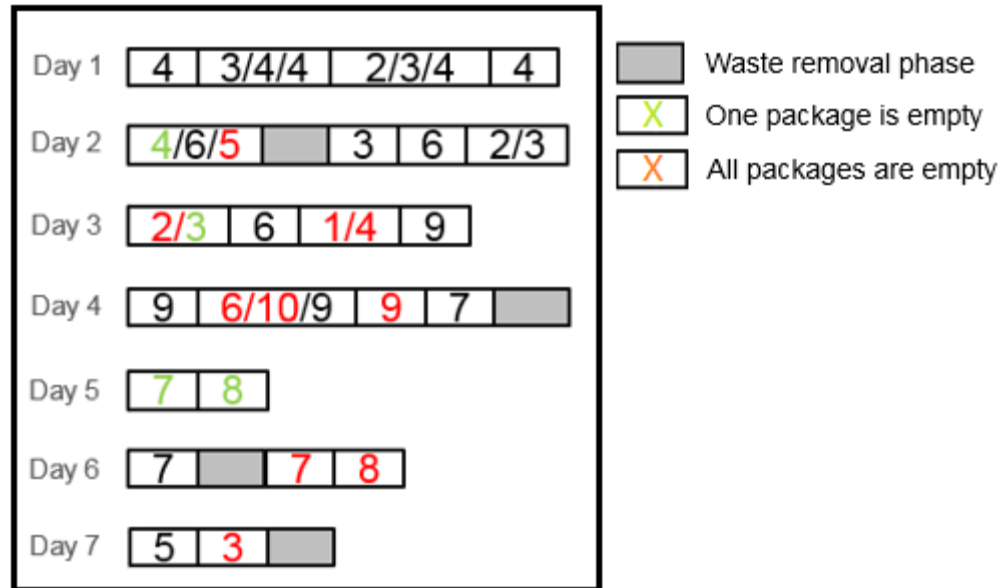 Day 1 4 3/4/4 2/3/4 4
Day 2 4/6/5 3 6 2/3
Day 3 2/3 6 1/4 9
Day 4 9 6/10/9 9 7
Day 5 7 8
Day 6 7 7 8
Day 7 5 3
Waste removal phase
X One package is empty
X All packages are empty